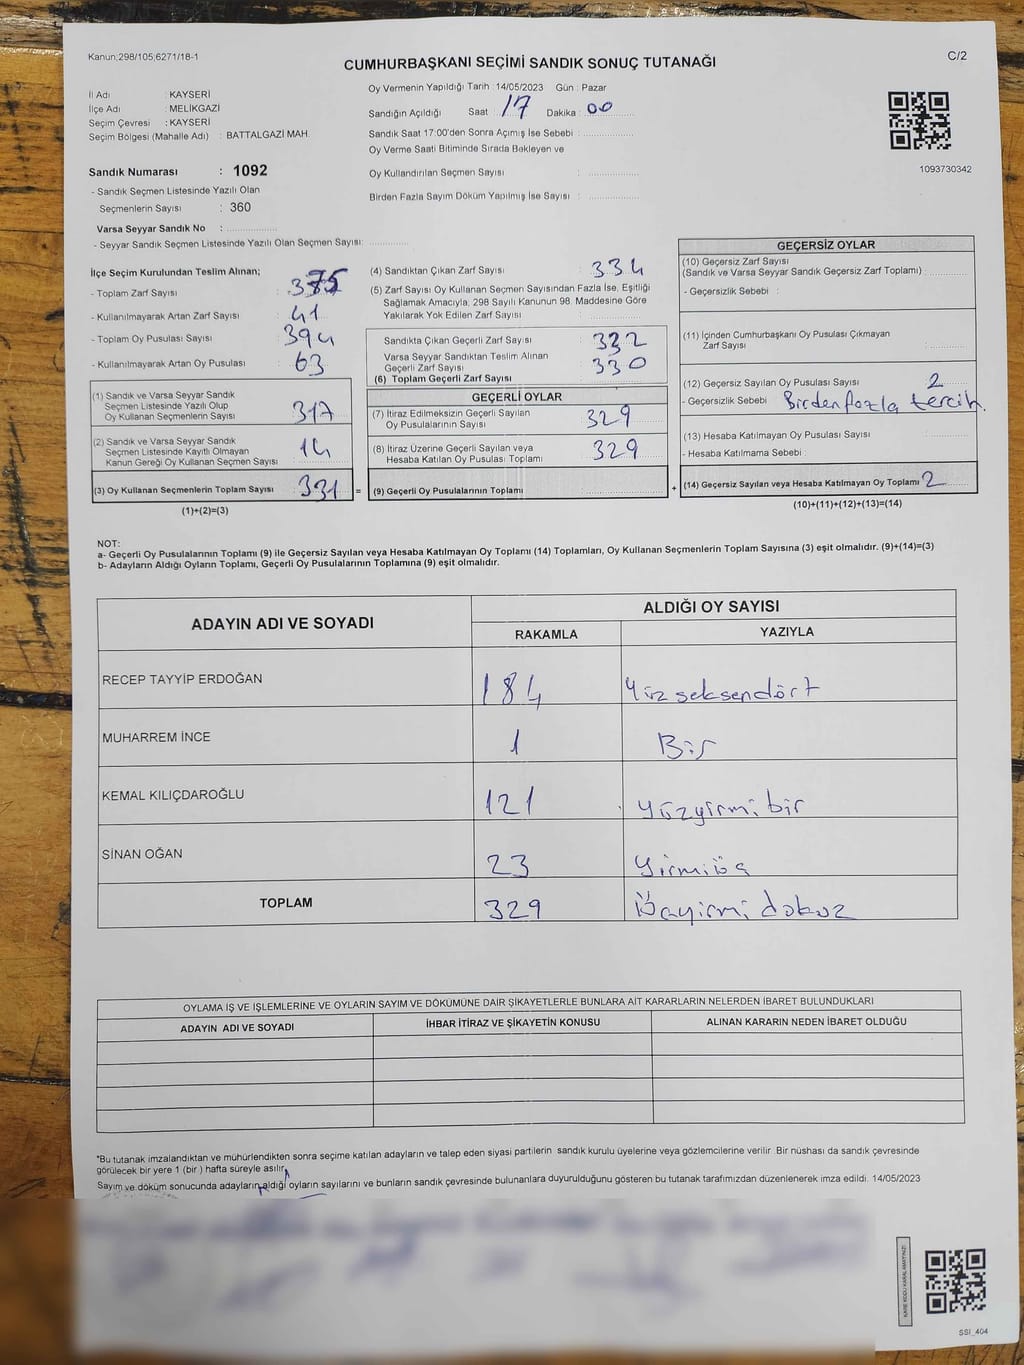 Kanun;298/105;6271/18-1
CUMHURBAŞKANI SEÇİMİ SANDIK SONUÇ TUTANAĞI
C/2
İl Adı : KAYSERİ
İlçe Adı : MELİKGAZİ
Seçim Çevresi : KAYSERİ
Seçim Bölgesi (Mahalle Adı) : BATTALGAZİ MAH.
Oy Vermenin Yapıldığı Tarih : 14/05/2023 Gün : Pazar
Sandığın Açıldığı Saat : 17 Dakika : 00
Sandık Saat 17:00'den Sonra Açımış İse Sebebi :
Oy Verme Saati Bitiminde Sırada Bekleyen ve
Oy Kullandırılan Seçmen Sayısı :
Birden Fazla Sayım Döküm Yapılmış İse Sayısı :
1093730342
Sandık Numarası : 1092
- Sandık Seçmen Listesinde Yazılı Olan
Seçmenlerin Sayısı : 360
Varsa Seyyar Sandık No :
- Seyyar Sandık Seçmen Listesinde Yazılı Olan Seçmen Sayısı:
İlçe Seçim Kurulundan Teslim Alınan;
- Toplam Zarf Sayısı : 375
- Kullanılmayarak Artan Zarf Sayısı : 41
- Toplam Oy Pusulası Sayısı : 394
- Kullanılmayarak Artan Oy Pusulası : 63
(1) Sandık ve Varsa Seyyar Sandık
Seçmen Listesinde Yazılı Olup
Oy Kullanan Seçmenlerin Sayısı : 317
(2) Sandık ve Varsa Seyyar Sandık
Seçmen Listesinde Kayıtlı Olmayan
Kanun Gereği Oy Kullanan Seçmen Sayısı : 14
(3) Oy Kullanan Seçmenlerin Toplam Sayısı : 331 =
(1)+(2)=(3)
(4) Sandıktan Çıkan Zarf Sayısı : 334
(5) Zarf Sayısı Oy Kullanan Seçmen Sayısından Fazla İse, Eşitliği
Sağlamak Amacıyla; 298 Sayılı Kanunun 98. Maddesine Göre
Yakılarak Yok Edilen Zarf Sayısı :
Sandıkta Çıkan Geçerli Zarf Sayısı : 332
Varsa Seyyar Sandıktan Teslim Alınan
Geçerli Zarf Sayısı : 330
(6) Toplam Geçerli Zarf Sayısı :
GEÇERLİ OYLAR
(7) İtiraz Edilmeksizin Geçerli Sayılan
Oy Pusulalarının Sayısı : 329
(8) İtiraz Üzerine Geçerli Sayılan veya
Hesaba Katılan Oy Pusulası Toplamı : 329
(9) Geçerli Oy Pusulalarının Toplamı : +
GEÇERSİZ OYLAR
(10) Geçersiz Zarf Sayısı
(Sandık ve Varsa Seyyar Sandık Geçersiz Zarf Toplamı) :
- Geçersizlik Sebebi :
(11) İçinden Cumhurbaşkanı Oy Pusulası Çıkmayan
Zarf Sayısı :
(12) Geçersiz Sayılan Oy Pusulası Sayısı : 2
- Geçersizlik Sebebi : Birden fazla tercih.
(13) Hesaba Katılmayan Oy Pusulası Sayısı :
- Hesaba Katılmama Sebebi :
(14) Geçersiz Sayılan veya Hesaba Katılmayan Oy Toplamı : 2
(10)+(11)+(12)+(13)=(14)
NOT:
a- Geçerli Oy Pusulalarının Toplamı (9) ile Geçersiz Sayılan veya Hesaba Katılmayan Oy Toplamı (14) Toplamları, Oy Kullanan Seçmenlerin Toplam Sayısına (3) eşit olmalıdır. (9)+(14)=(3)
b- Adayların Aldığı Oyların Toplamı, Geçerli Oy Pusulalarının Toplamına (9) eşit olmalıdır.
ADAYIN ADI VE SOYADI ALDIĞI OY SAYISI
RAKAMLA YAZIYLA
RECEP TAYYİP ERDOĞAN 184 Yüzseksendört
MUHARREM İNCE 1 Bir
KEMAL KILIÇDAROĞLU 121 Yüzyirmibir
SİNAN OĞAN 23 Yirmiüç
TOPLAM 329 Üçyirmi dokuz
OYLAMA İŞ VE İŞLEMLERİNE VE OYLARIN SAYIM VE DÖKÜMÜNE DAİR ŞİKAYETLERLE BUNLARA AİT KARARLARIN NELERDEN İBARET BULUNDUKLARI
ADAYIN ADI VE SOYADI İHBAR İTİRAZ VE ŞİKAYETİN KONUSU ALINAN KARARIN NEDEN İBARET OLDUĞU
*Bu tutanak imzalandıktan ve mühürlendikten sonra seçime katılan adayların ve talep eden siyasi partilerin sandık kurulu üyelerine veya gözlemcilerine verilir. Bir nüshası da sandık çevresinde
görülecek bir yere 1 (bir ) hafta süreyle asılır.
Sayım ve döküm sonucunda adayların aldığı oyların sayılarını ve bunların sandık çevresinde bulunanlara duyurulduğunu gösteren bu tutanak tarafımızdan düzenlenerek imza edildi. 14/05/2023
KARE KODU KARALAMAYINIZ!
SSI_404